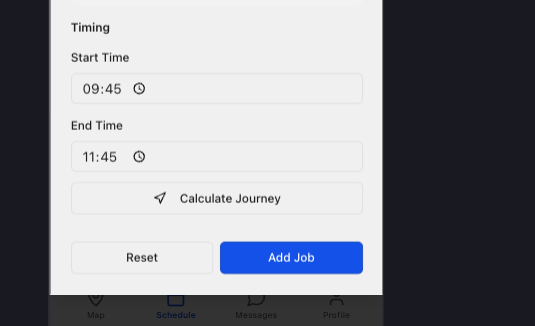 Timing
Start Time
09:45
End Time
11:45
Calculate Journey
Reset Add Job
Map Schedule Messages Profile